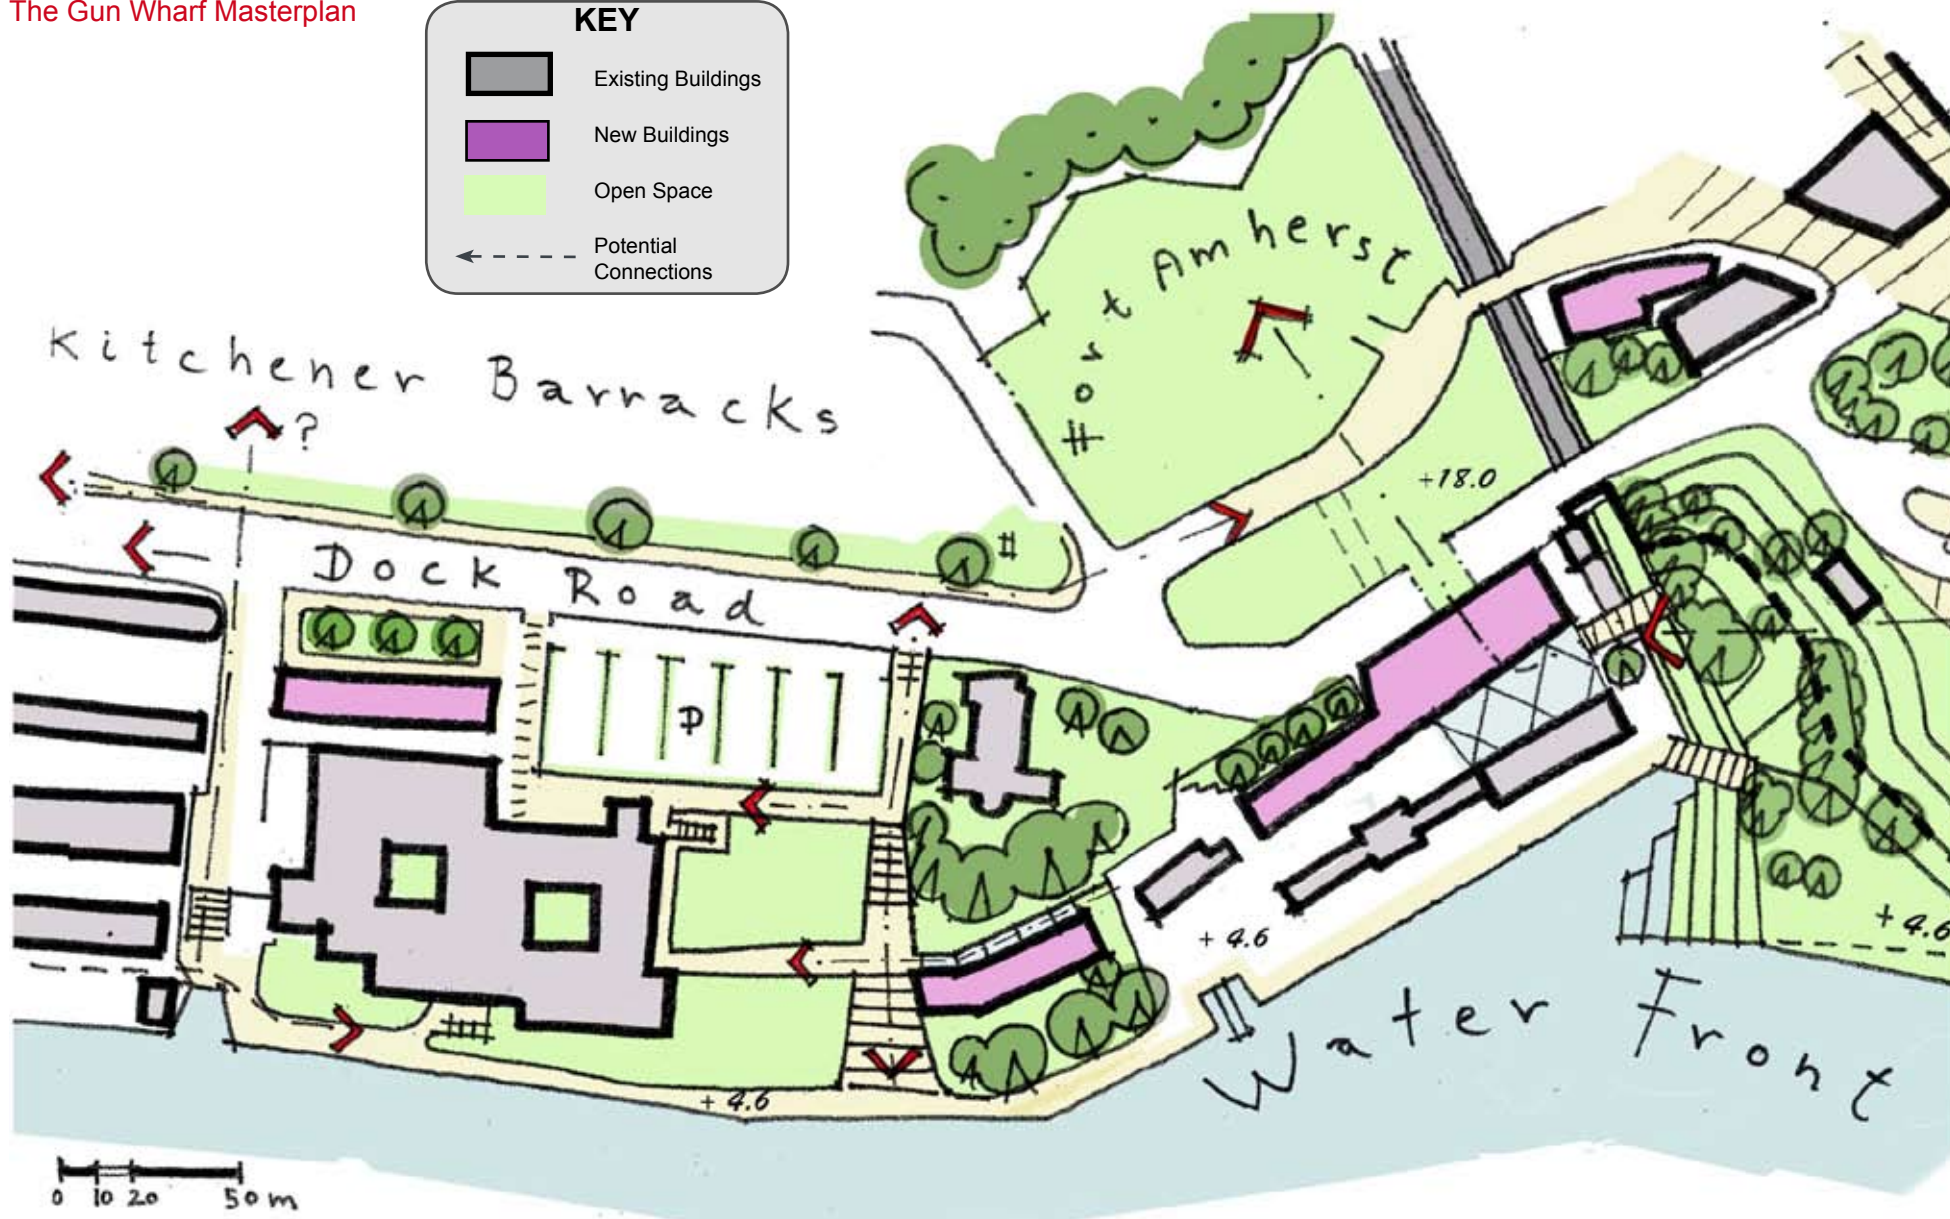 The Gun Wharf Masterplan
KEY
Existing Buildings
New Buildings
Open Space
Potential
Connections
Kitchener Barracks
?
Fort Amherst
+18.0
Dock Road
P
+ 4.6
+ 4.6
+ 4.6
Water Front
0 10 20 50 m